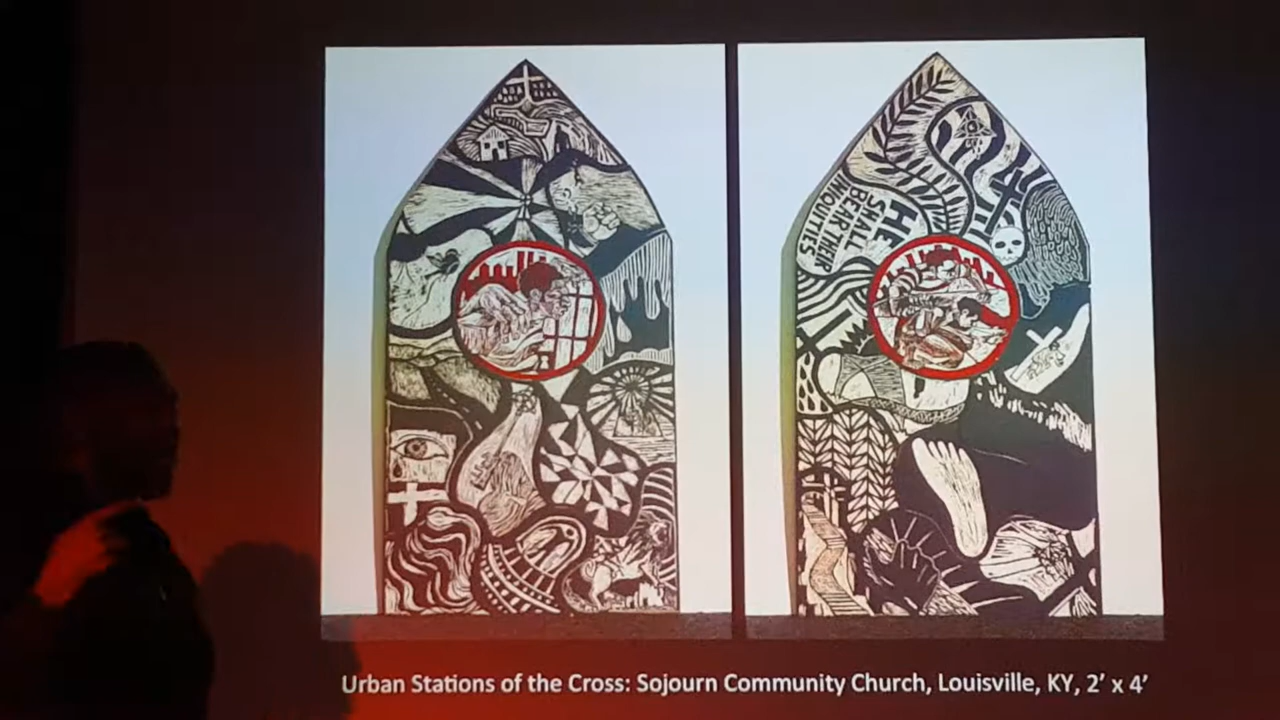 HE
SHALL
BEAR THEIR
INIQUITIES
Urban Stations of the Cross: Sojourn Community Church, Louisville, KY, 2' x 4'